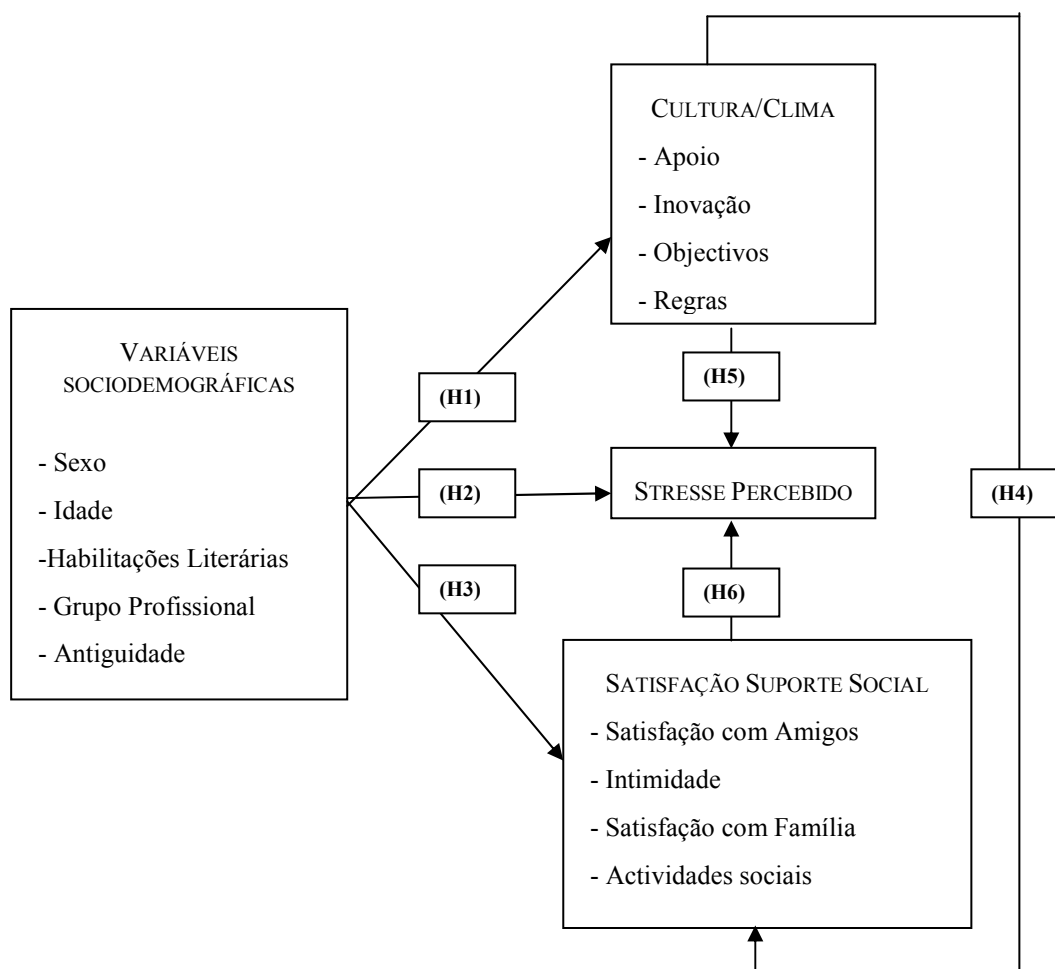 CULTURA/CLIMA
- Apoio
- Inovação
- Objectivos
- Regras
VARIÁVEIS
SOCIODEMOGRÁFICAS
- Sexo
- Idade
-Habilitações Literárias
- Grupo Profissional
- Antiguidade
(H1)
(H2)
(H3)
(H5)
STRESSE PERCEBIDO
(H4)
(H6)
SATISFAÇÃO SUPORTE SOCIAL
- Satisfação com Amigos
- Intimidade
- Satisfação com Família
- Actividades sociais